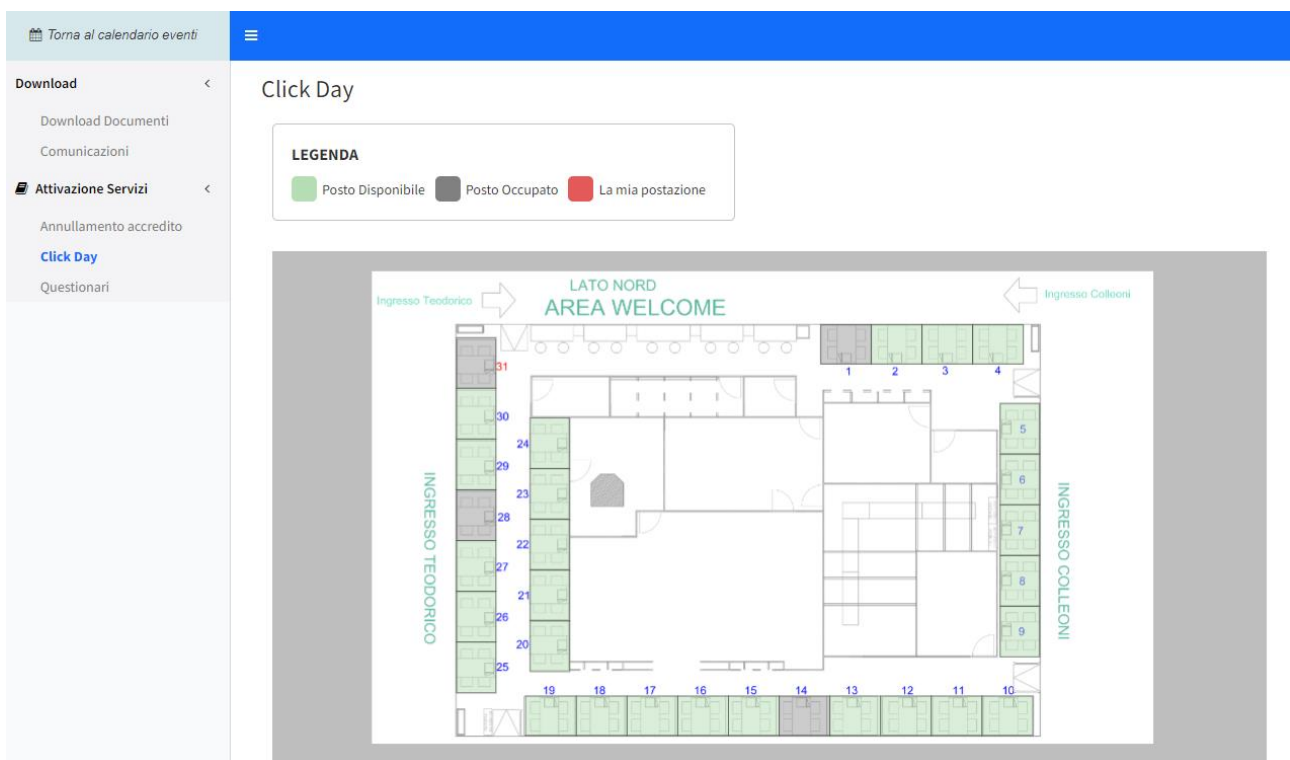 Torna al calendario eventi
Download
Download Documenti
Comunicazioni
Attivazione Servizi
Annullamento accredito
Click Day
Questionari
Click Day
LEGENDA
Posto Disponibile Posto Occupato La mia postazione
LATO NORD
Ingresso Teodorico AREA WELCOME Ingresso Colleoni
31
1 2 3 4
30
24
5
29
23
6
INGRESSO TEODORICO
INGRESSO COLLEONI
28
22
7
27
21
8
26
20
9
25
19 18 17 16 15 14 13 12 11 10